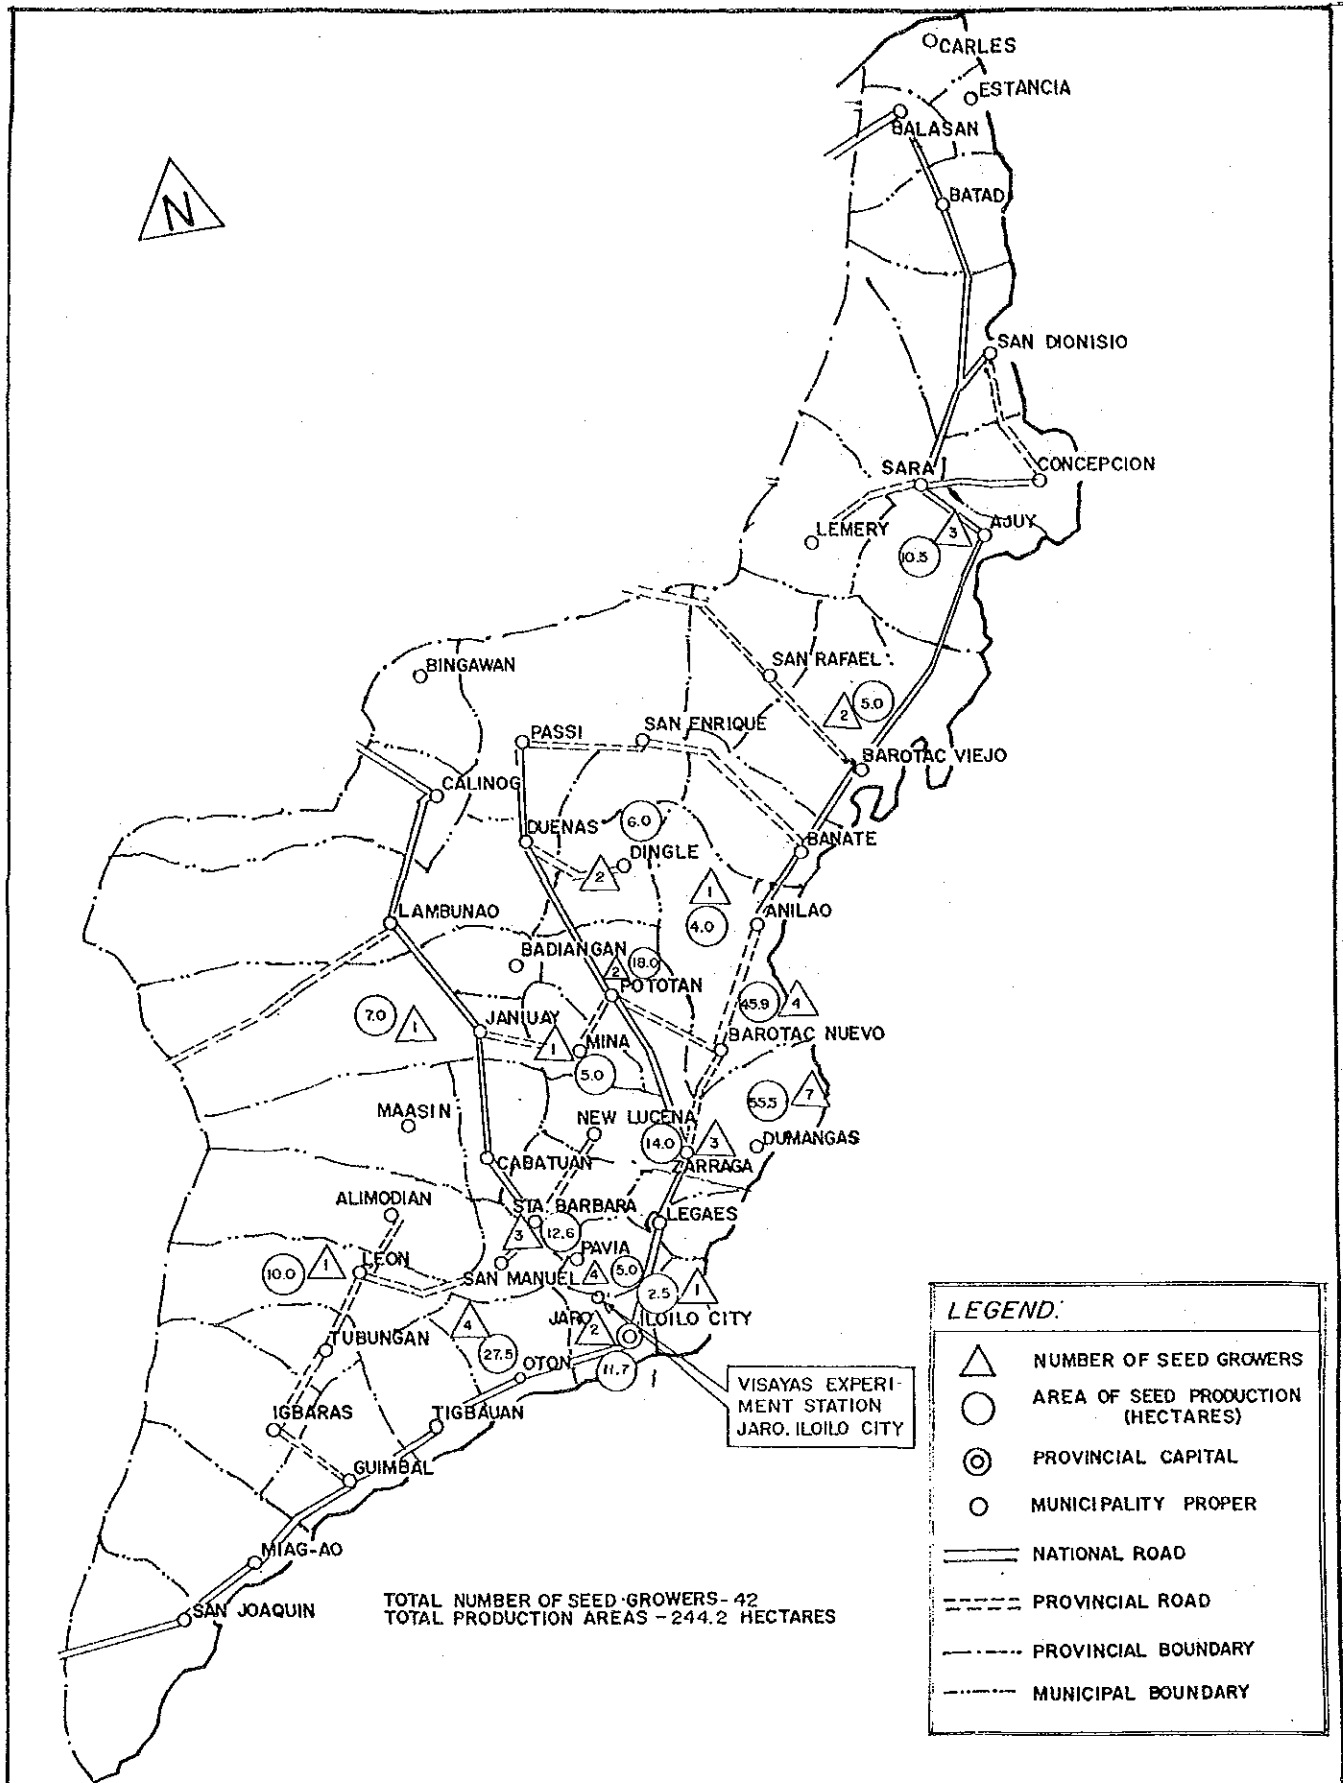 CARLES
ESTANCIA
BALASAN
BATAD
N
SAN DIONISIO
SARA
CONCEPCION
LEMERY
3
AJUY
10.5
BINGAWAN
SAN RAFAEL
2
5.0
PASSI
SAN ENRIQUE
BAROTAC VIEJO
CALINOG
DUENAS
6.0
BANATE
DINGLE
2
1
LAMBUNAO
4.0
ANILAO
BADIANGAN
2
18.0
POTOTAN
45.9
4
7.0
1
JANIUAY
1
MINA
BAROTAC NUEVO
5.0
7
MAASIN
NEW LUCENA
14.0
3
DUMANGAS
CABATUAN
ZARRAGA
ALIMODIAN
STA. BARBARA
LEGAES
3
12.6
PAVIA
10.0
1
LEON
SAN MANUEL
4
5.0
2.5
1
4
JARO
2
ILOILO CITY
TUBUNGAN
27.5
OTON
11.7
VISAYAS EXPERI-
MENT STATION
JARO, ILOILO CITY
IGBARAS
TIGBAUAN
GUIMBAL
MIAG-AO
SAN JOAQUIN
TOTAL NUMBER OF SEED GROWERS - 42
TOTAL PRODUCTION AREAS - 244.2 HECTARES
LEGEND:
NUMBER OF SEED GROWERS
AREA OF SEED PRODUCTION
(HECTARES)
PROVINCIAL CAPITAL
MUNICIPALITY PROPER
NATIONAL ROAD
PROVINCIAL ROAD
PROVINCIAL BOUNDARY
MUNICIPAL BOUNDARY